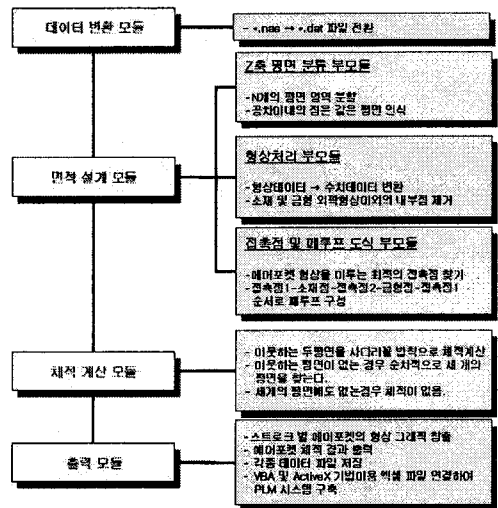 데이터 변환 모듈
- *.nas → *.dat 파일 전환
Z축 평면 분류 부모듈
-N개의 평면 영역 분할
-공차이내의 점은 같은 평면 인식
면적 설계 모듈
형상처리 부모듈
-형상데이터 → 수치데이터 변환
-소재 및 금형 외곽형상이외의 내부점 제거
접촉점 및 폐루프 도식 부모듈
-에어포켓 형상을 이루는 최적의 접촉점 찾기
-접촉점1-소재점-접촉점2-금형점-접촉점1
순서로 폐루프 구성
체적 계산 모듈
- 이웃하는 두평면을 사다리꼴 법칙으로 체적계산
- 이웃하는 평면이 없는 경우 순차적으로 세 개의
평면을 찾는다.
- 세개의 평면에도 없는경우 체적이 없음.
출력 모듈
-스트로크 별 에어포켓의 형상 그래픽 창출
- 에어포켓 체적 결과 출력
- 각종 데이터 파일 저장
- VBA 및 ActiveX 기법이용 엑셀 파일 연결하여
PLM 시스템 구축